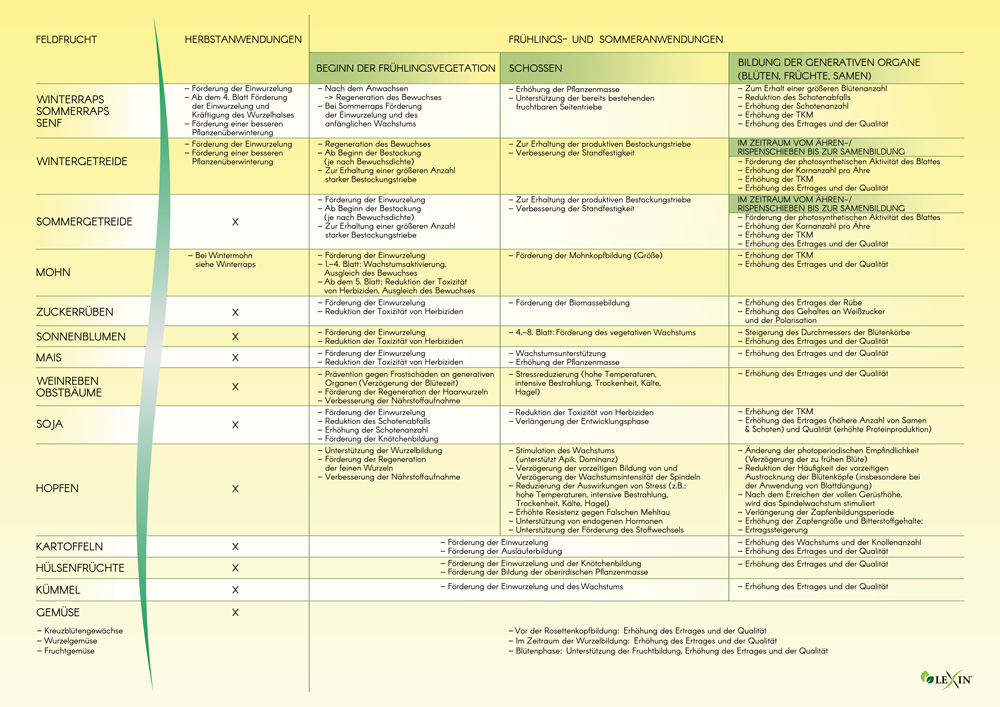 FELDFRUCHT
HERBSTANWENDUNGEN
FRÜHLINGS- UND SOMMERANWENDUNGEN
BEGINN DER FRÜHLINGSVEGETATION
SCHOSSEN
BILDUNG DER GENERATIVEN ORGANE
(BLÜTEN, FRÜCHTE, SAMEN)
WINTERRAPS
SOMMERRAPS
SENF
– Förderung der Einwurzelung
– Ab dem 4. Blatt Förderung
der Einwurzelung und
Kräftigung des Wurzelhalses
– Förderung einer besseren
Pflanzenüberwinterung
– Nach dem Anwachsen
-> Regeneration des Bewuchses
– Bei Sommerraps Förderung
der Einwurzelung und des
anfänglichen Wachstums
– Erhöhung der Pflanzenmasse
– Unterstützung der bereits bestehenden
fruchtbaren Seitentriebe
– Zum Erhalt einer größeren Blütenanzahl
– Reduktion des Schotenabfalls
– Erhöhung der Schotenanzahl
– Erhöhung der TKM
– Erhöhung des Ertrages und der Qualität
WINTERGETREIDE
– Förderung der Einwurzelung
– Förderung einer besseren
Pflanzenüberwinterung
– Regeneration des Bewuchses
– Ab Beginn der Bestockung
(je nach Bewuchsdichte)
– Zur Erhaltung einer größeren Anzahl
starker Bestockungstriebe
– Zur Erhaltung der produktiven Bestockungstriebe
– Verbesserung der Standfestigkeit
IM ZEITRAUM VOM ÄHREN-/
RISPENSCHIEBEN BIS ZUR SAMENBILDUNG
– Förderung der photosynthetischen Aktivität des Blattes
– Erhöhung der Kornanzahl pro Ähre
– Erhöhung der TKM
– Erhöhung des Ertrages und der Qualität
SOMMERGETREIDE
X
– Förderung der Einwurzelung
– Ab Beginn der Bestockung
(je nach Bewuchsdichte)
– Zur Erhaltung einer größeren Anzahl
starker Bestockungstriebe
– Zur Erhaltung der produktiven Bestockungstriebe
– Verbesserung der Standfestigkeit
IM ZEITRAUM VOM ÄHREN-/
RISPENSCHIEBEN BIS ZUR SAMENBILDUNG
– Förderung der photosynthetischen Aktivität des Blattes
– Erhöhung der Kornanzahl pro Ähre
– Erhöhung der TKM
– Erhöhung des Ertrages und der Qualität
MOHN
– Bei Wintermohn
siehe Winterraps
– Förderung der Einwurzelung
– 1.–4. Blatt: Wachstumsaktivierung,
Ausgleich des Bewuchses
– Ab dem 5. Blatt: Reduktion der Toxizität
von Herbiziden, Ausgleich des Bewuchses
– Förderung der Mohnkopfbildung (Größe)
– Erhöhung der TKM
– Erhöhung des Ertrages und der Qualität
ZUCKERRÜBEN
X
– Förderung der Einwurzelung
– Reduktion der Toxizität von Herbiziden
– Förderung der Biomassebildung
– Erhöhung des Ertrages der Rübe
– Erhöhung des Gehaltes an Weißzucker
und der Polarisation
SONNENBLUMEN
X
– Förderung der Einwurzelung
– Reduktion der Toxizität von Herbiziden
– 4.–8. Blatt: Förderung des vegetativen Wachstums
– Steigerung des Durchmessers der Blütenkörbe
– Erhöhung des Ertrages und der Qualität
MAIS
X
– Förderung der Einwurzelung
– Reduktion der Toxizität von Herbiziden
– Wachstumsunterstützung
– Erhöhung der Pflanzenmasse
– Erhöhung des Ertrages und der Qualität
WEINREBEN
OBSTBÄUME
X
– Prävention gegen Frostschäden an generativen
Organen (Verzögerung der Blütezeit)
– Förderung der Regeneration der Haarwurzeln
– Verbesserung der Nährstoffaufnahme
– Stressreduzierung (hohe Temperaturen,
intensive Bestrahlung, Trockenheit, Kälte,
Hagel)
– Erhöhung des Ertrages und der Qualität
SOJA
X
– Förderung der Einwurzelung
– Reduktion des Schotenabfalls
– Erhöhung der Schotenanzahl
– Förderung der Knötchenbildung
– Reduktion der Toxizität von Herbiziden
– Verlängerung der Entwicklungsphase
– Erhöhung der TKM
– Erhöhung des Ertrages (höhere Anzahl von Samen
& Schoten) und Qualität (erhöhte Proteinproduktion)
HOPFEN
X
– Unterstützung der Wurzelbildung
– Förderung der Regeneration
der feinen Wurzeln
– Verbesserung der Nährstoffaufnahme
– Stimulation des Wachstums
(unterstützt Apik. Dominanz)
– Verzögerung der vorzeitigen Bildung von und
Verzögerung der Wachstumsintensität der Spindeln
– Reduzierung der Auswirkungen von Stress (z.B.:
hohe Temperaturen, intensive Bestrahlung,
Trockenheit, Kälte, Hagel)
– Erhöhte Resistenz gegen Falschen Mehltau
– Unterstützung von endogenen Hormonen
– Unterstützung der Förderung des Stoffwechsels
– Änderung der photoperiodischen Empfindlichkeit
(Verzögerung der zu frühen Blüte)
– Reduktion der Häufigkeit der vorzeitigen
Austrocknung der Blütenköpfe (insbesondere bei
der Anwendung von Blattdüngung)
– Nach dem Erreichen der vollen Gerüsthöhe,
wird das Spindelwachstum stimuliert
– Verlängerung der Zapfenbildungsperiode
– Erhöhung der Zapfengröße und Bitterstoffgehalte;
– Ertragssteigerung
KARTOFFELN
X
– Förderung der Einwurzelung
– Förderung der Ausläuferbildung
– Erhöhung des Wachstums und der Knollenanzahl
– Erhöhung des Ertrages und der Qualität
HÜLSENFRÜCHTE
X
– Förderung der Einwurzelung und der Knötchenbildung
– Förderung der Bildung der oberirdischen Pflanzenmasse
– Erhöhung des Ertrages und der Qualität
KÜMMEL
X
– Förderung der Einwurzelung und des Wachstums
– Erhöhung des Ertrages und der Qualität
GEMÜSE
X
– Kreuzblütengewächse
– Wurzelgemüse
– Fruchtgemüse
– Vor der Rosettenkopfbildung: Erhöhung des Ertrages und der Qualität
– Im Zeitraum der Wurzelbildung: Erhöhung des Ertrages und der Qualität
– Blütenphase: Unterstützung der Fruchtbildung, Erhöhung des Ertrages und der Qualität
LEXIN